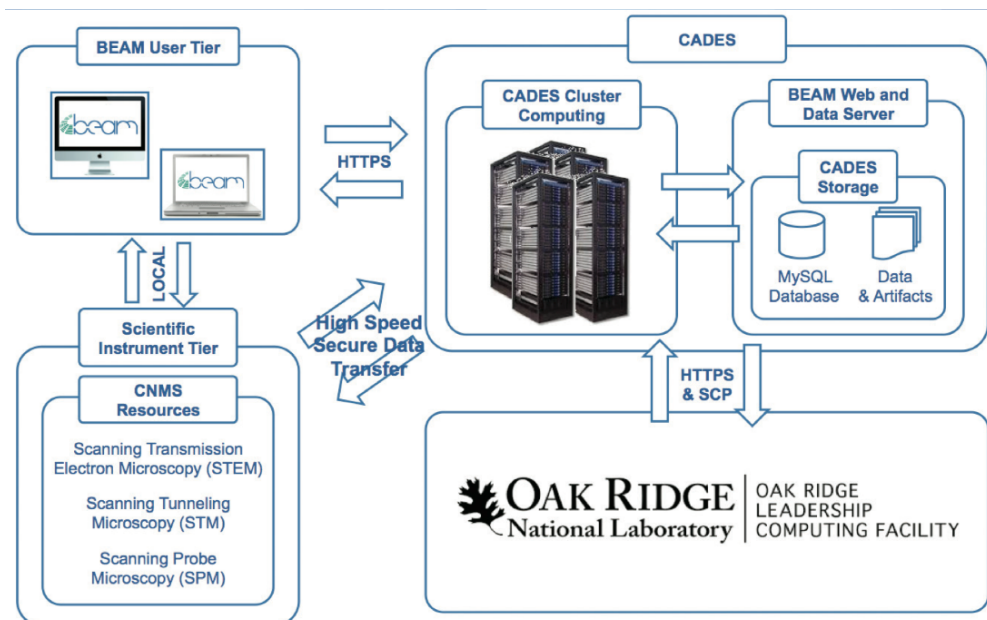 BEAM User Tier
beam
beam
HTTPS
LOCAL
CADES
CADES Cluster
Computing
BEAM Web and
Data Server
CADES
Storage
MySQL
Database
Data
& Artifacts
High Speed
Secure Data
Transfer
Scientific
Instrument Tier
CNMS
Resources
Scanning Transmission
Electron Microscopy (STEM)
Scanning Tunneling
Microscopy (STM)
Scanning Probe
Microscopy (SPM)
HTTPS
& SCP
OAK RIDGE
National Laboratory
OAK RIDGE
LEADERSHIP
COMPUTING FACILITY